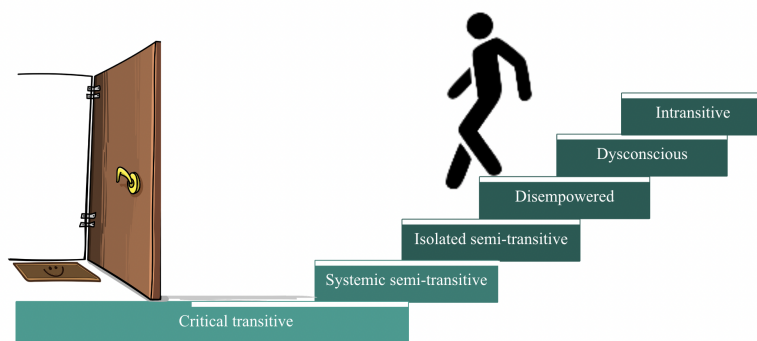 Intransitive
Dysconscious
Disempowered
Isolated semi-transitive
Systemic semi-transitive
Critical transitive